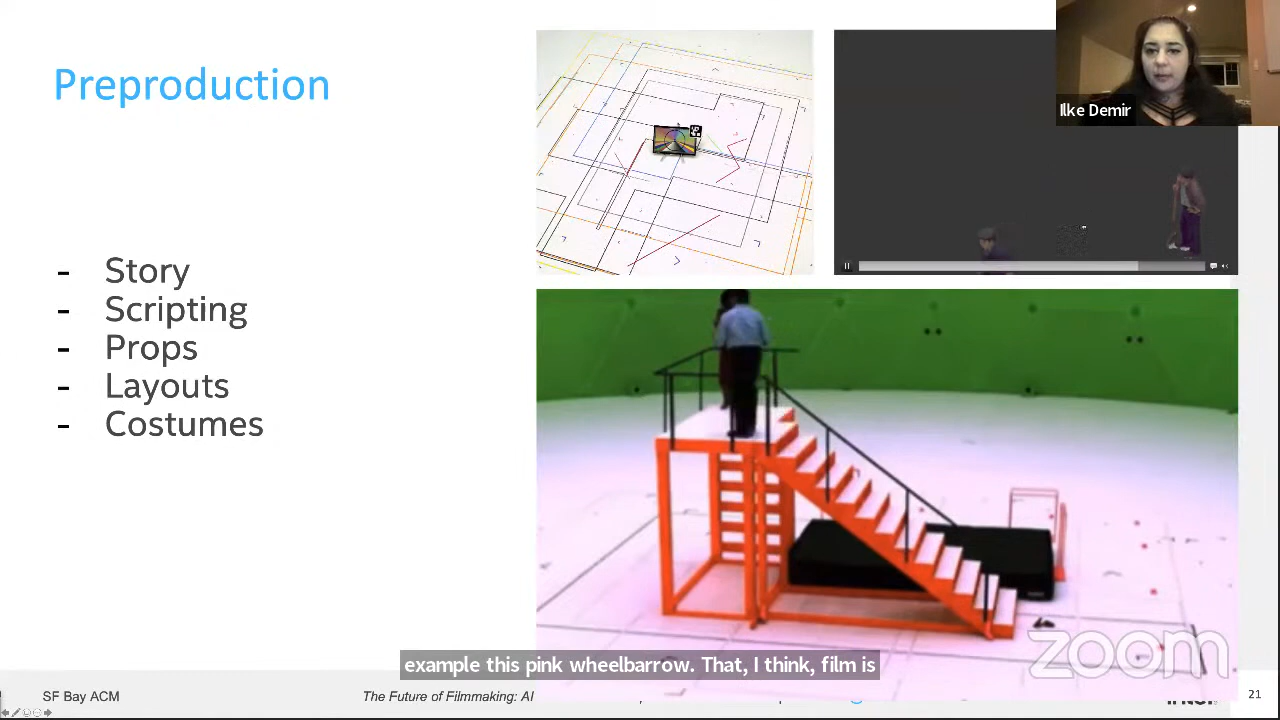 Preproduction
Ilke Demir
- Story
- Scripting
- Props
- Layouts
- Costumes
zoom
example this pink wheelbarrow. That, I think, film is
SF Bay ACM
The Future of Filmmaking: AI
21